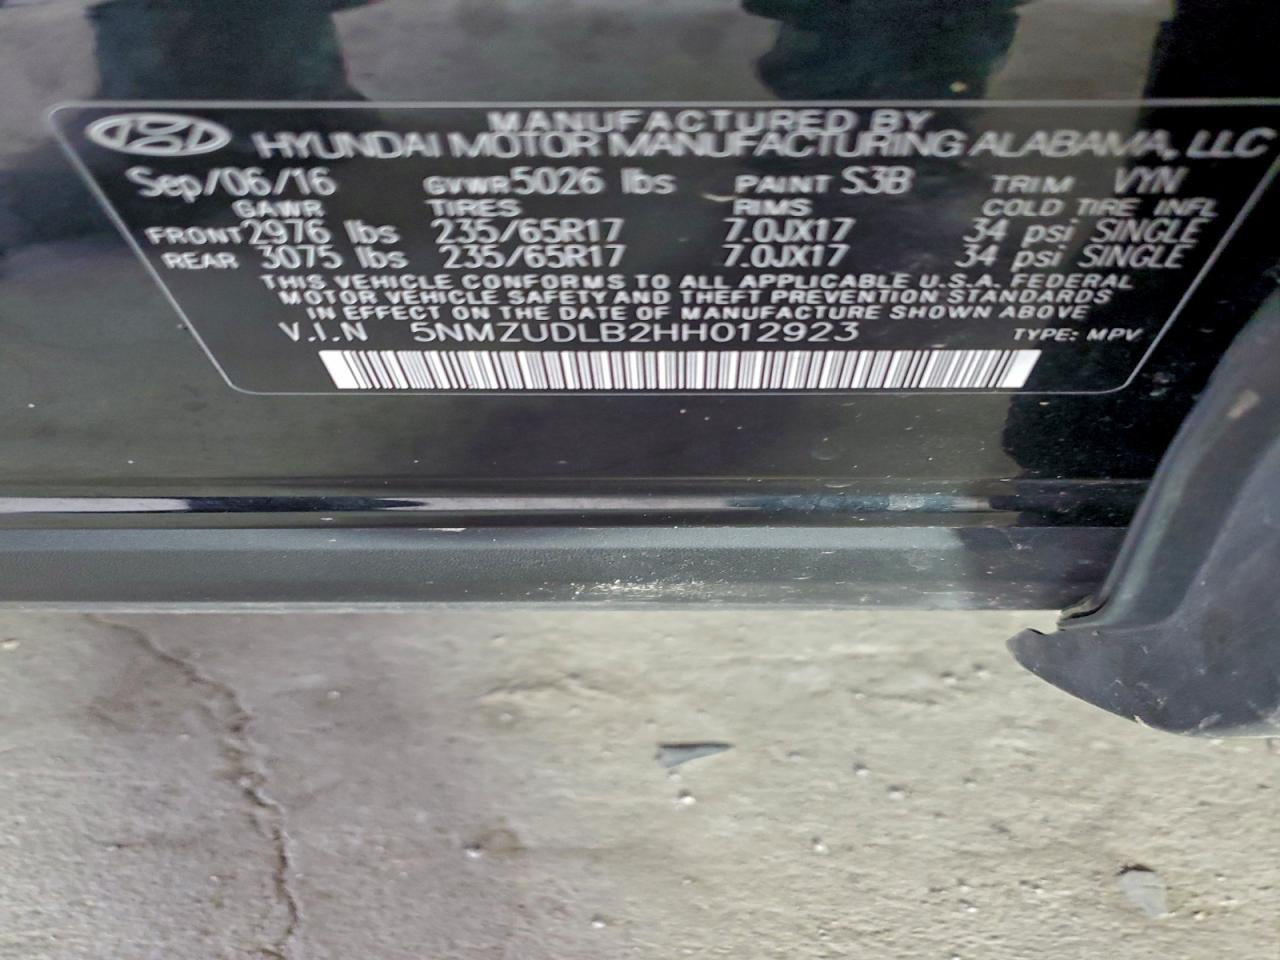 MANUFACTURED BY
HYUNDAI MOTOR MANUFACTURING ALABAMA, LLC
Sep/06/16 GVWR 5026 lbs PAINT S3B TRIM VYN
GAWR TIRES RIMS COLD TIRE INFL
FRONT 2976 lbs 235/65R17 7.0JX17 34 psi SINGLE
REAR 3075 lbs 235/65R17 7.0JX17 34 psi SINGLE
THIS VEHICLE CONFORMS TO ALL APPLICABLE U.S.A. FEDERAL
MOTOR VEHICLE SAFETY AND THEFT PREVENTION STANDARDS
IN EFFECT ON THE DATE OF MANUFACTURE SHOWN ABOVE
V.I.N 5NMZUDLB2HH012923 TYPE: MPV